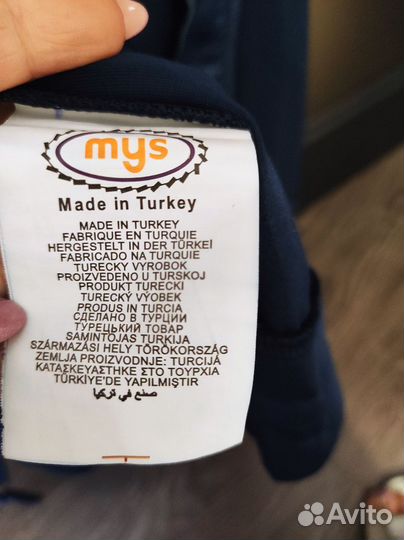 mys
Made in Turkey
MADE IN TURKEY
FABRIQUE EN TURQUIE
HERGESTELT IN DER TÜRKEİ
FABRICADO NA TURQUIE
TURECKY VYROBOK
PROIZVEDENO U TURSKOJ
PRODUKT TURECKI
TURECKÝ VÝOBEK
PRODUS IN TURCIA
СДЕЛАНО В ТУРЦИИ
ТУРЕЦЬКИЙ ТОВАР
SAMINTOJAS TURKIJA
SZÁRMAZÁSI HELY TÖRÖKORSZÁG
ZEMLJA PROIZVODNJE: TURCIJÁ
ΚΑΤΑΣΚΕΥΑΣΤΗΚΕ ΣΤΟ ΤΟΥΡΧΙΑ
TÜRKİYE'DE YAPILMIŞTIR
صنع في تركيا
Avito